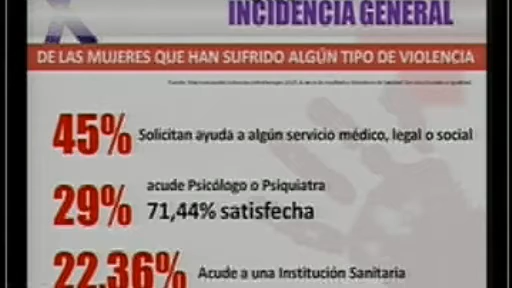 INCIDENCIA GENERAL
DE LAS MUJERES QUE HAN SUFRIDO ALGÚN TIPO DE VIOLENCIA
45% Solicitan ayuda a algún servicio médico, legal o social
acude Psicólogo o Psiquiatra
29% 71,44% satisfecha
22,36% Acude a una Institución Sanitaria